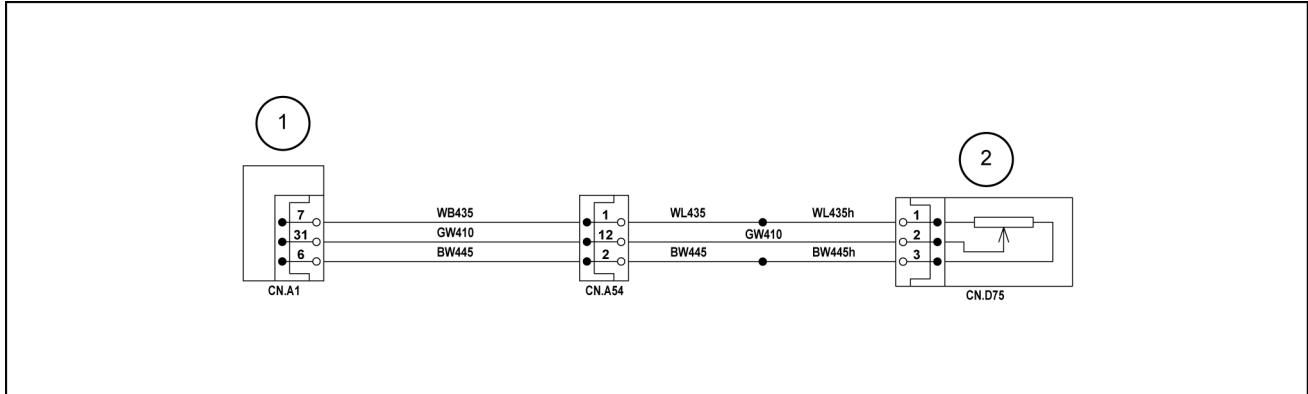 1
2
7 WB435 1 WL435 WL435h 1
31 GW410 12 GW410 2
6 BW445 2 BW445 BW445h 3
CN.A1 CN.A54 CN.D75